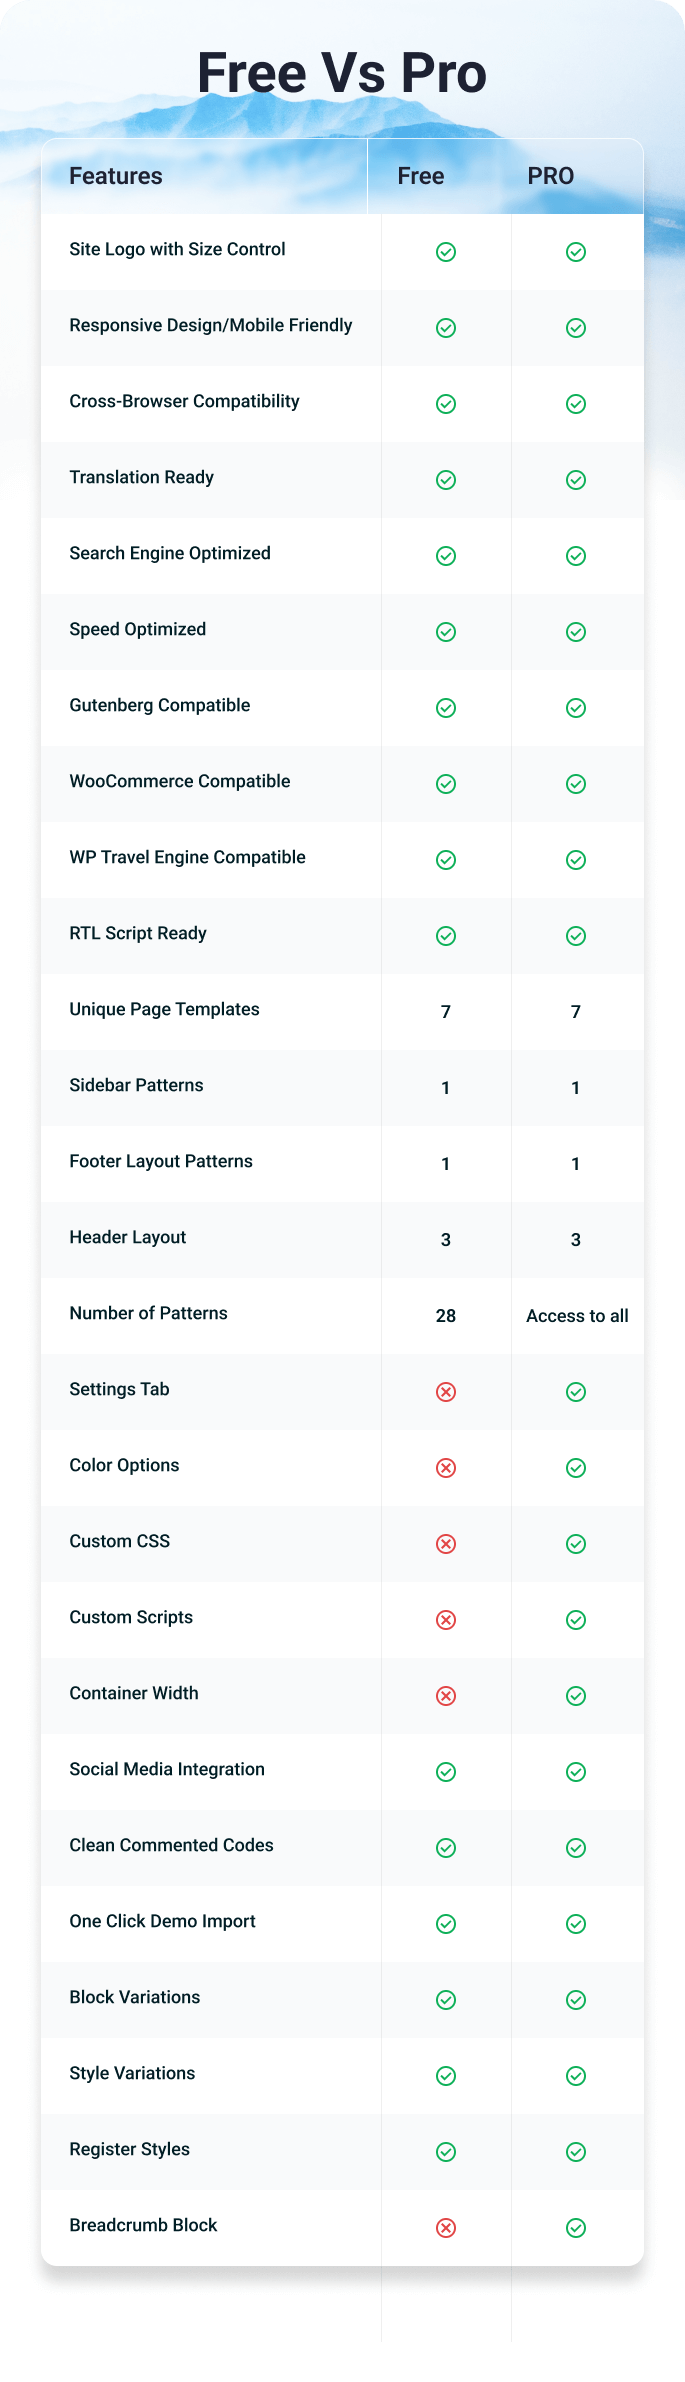 Free Vs Pro
Features Free PRO
Site Logo with Size Control
Responsive Design/Mobile Friendly
Cross-Browser Compatibility
Translation Ready
Search Engine Optimized
Speed Optimized
Gutenberg Compatible
WooCommerce Compatible
WP Travel Engine Compatible
RTL Script Ready
Unique Page Templates 7 7
Sidebar Patterns 1 1
Footer Layout Patterns 1 1
Header Layout 3 3
Number of Patterns 28 Access to all
Settings Tab
Color Options
Custom CSS
Custom Scripts
Container Width
Social Media Integration
Clean Commented Codes
One Click Demo Import
Block Variations
Style Variations
Register Styles
Breadcrumb Block